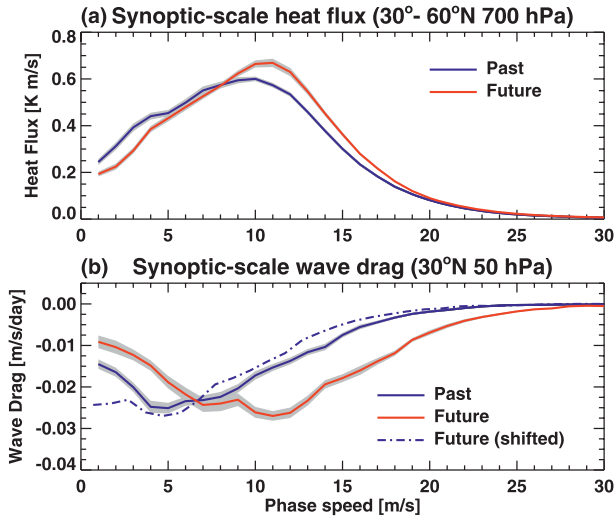 (a) Synoptic-scale heat flux (30°- 60°N 700 hPa)
Heat Flux [K m/s]
0.8
0.6
0.4
0.2
0.0
Past
Future
0 5 10 15 20 25 30
(b) Synoptic-scale wave drag (30°N 50 hPa)
Wave Drag [m/s/day]
0.00
-0.01
-0.02
-0.03
-0.04
Past
Future
Future (shifted)
0 5 10 15 20 25 30
Phase speed [m/s]